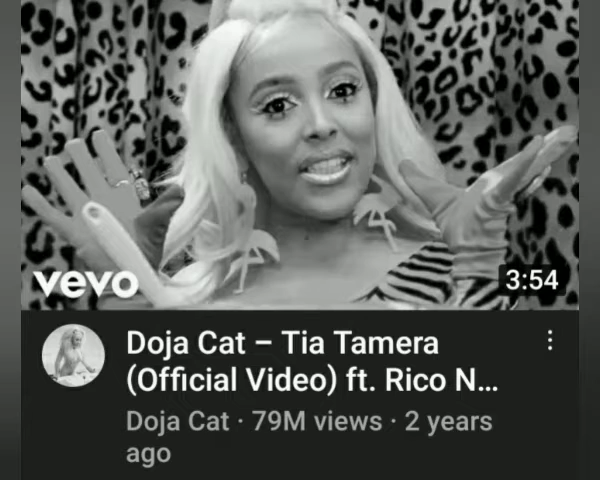 vevo
3:54
Doja Cat – Tia Tamera
(Official Video) ft. Rico N...
Doja Cat · 79M views · 2 years
ago